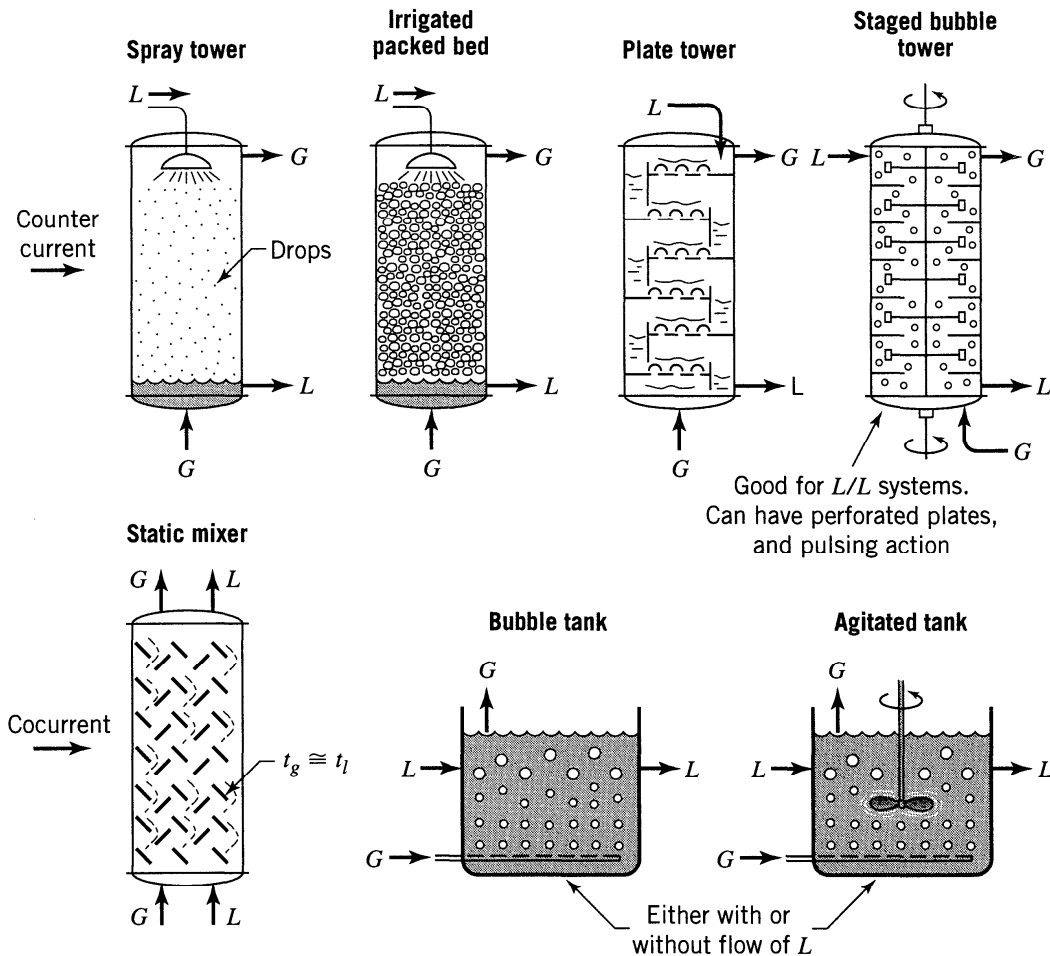 Spray tower
Irrigated
packed bed
Plate tower
Staged bubble
tower
L
L
L
G
G
G
L
G
Counter
current
Drops
L
L
L
L
G
G
G
G
Good for L/L systems.
Can have perforated plates,
and pulsing action
Static mixer
G
L
Bubble tank
Agitated tank
G
G
Cocurrent
t_g ≅ t_l
L
L
L
L
G
G
G
L
Either with or
without flow of L